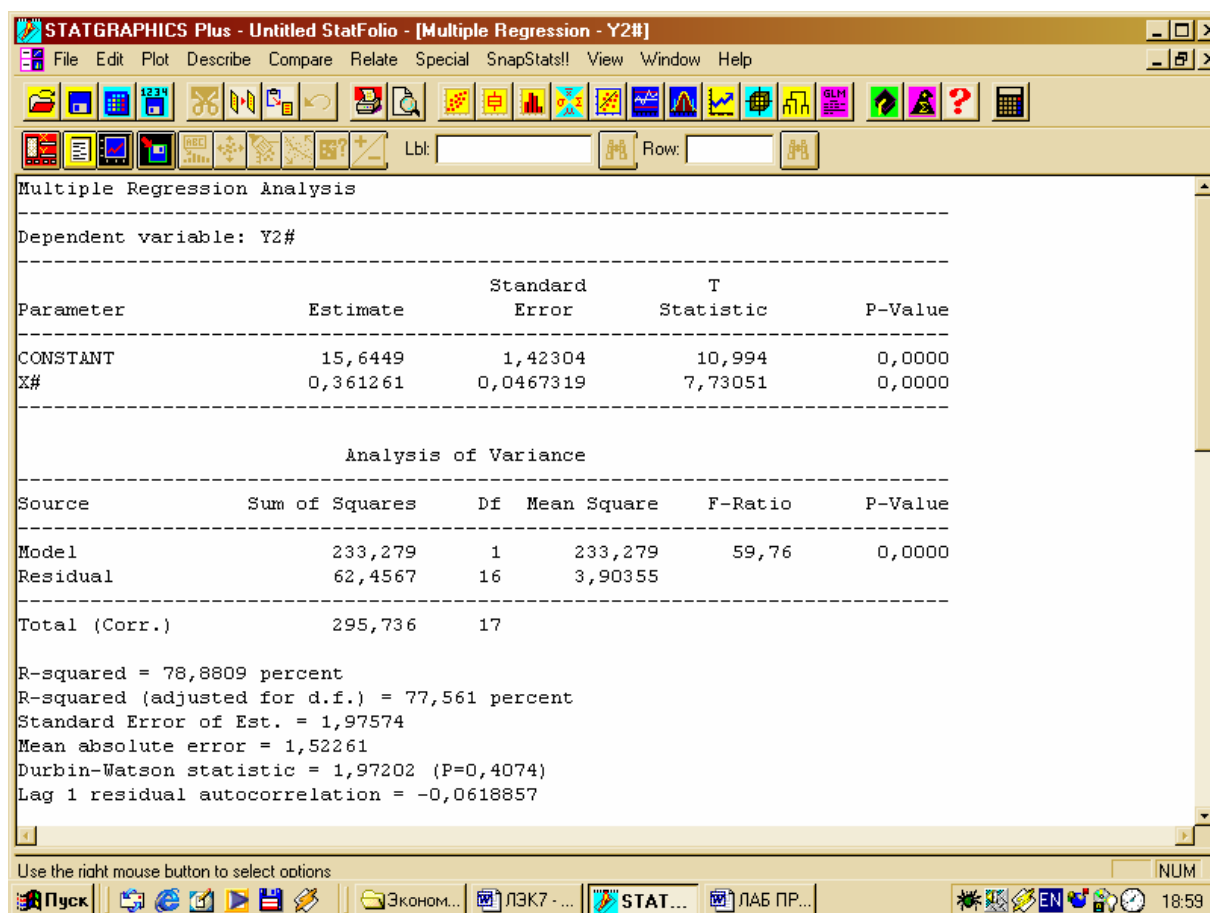 STATGRAPHICS Plus - Untitled StatFolio - [Multiple Regression - Y2#]
File Edit Plot Describe Compare Relate Special SnapStats!! View Window Help
1234
GLM
ABC
Lbl: Row:
Multiple Regression Analysis
Dependent variable: Y2#
Standard T
Parameter Estimate Error Statistic P-Value
CONSTANT 15,6449 1,42304 10,994 0,0000
X# 0,361261 0,0467319 7,73051 0,0000
Analysis of Variance
Source Sum of Squares Df Mean Square F-Ratio P-Value
Model 233,279 1 233,279 59,76 0,0000
Residual 62,4567 16 3,90355
Total (Corr.) 295,736 17
R-squared = 78,8809 percent
R-squared (adjusted for d.f.) = 77,561 percent
Standard Error of Est. = 1,97574
Mean absolute error = 1,52261
Durbin-Watson statistic = 1,97202 (P=0,4074)
Lag 1 residual autocorrelation = -0,0618857
Use the right mouse button to select options NUM
Пуск Эконом... ЛЭК7 - ... STAT... ЛАБ ПР... EN 18:59